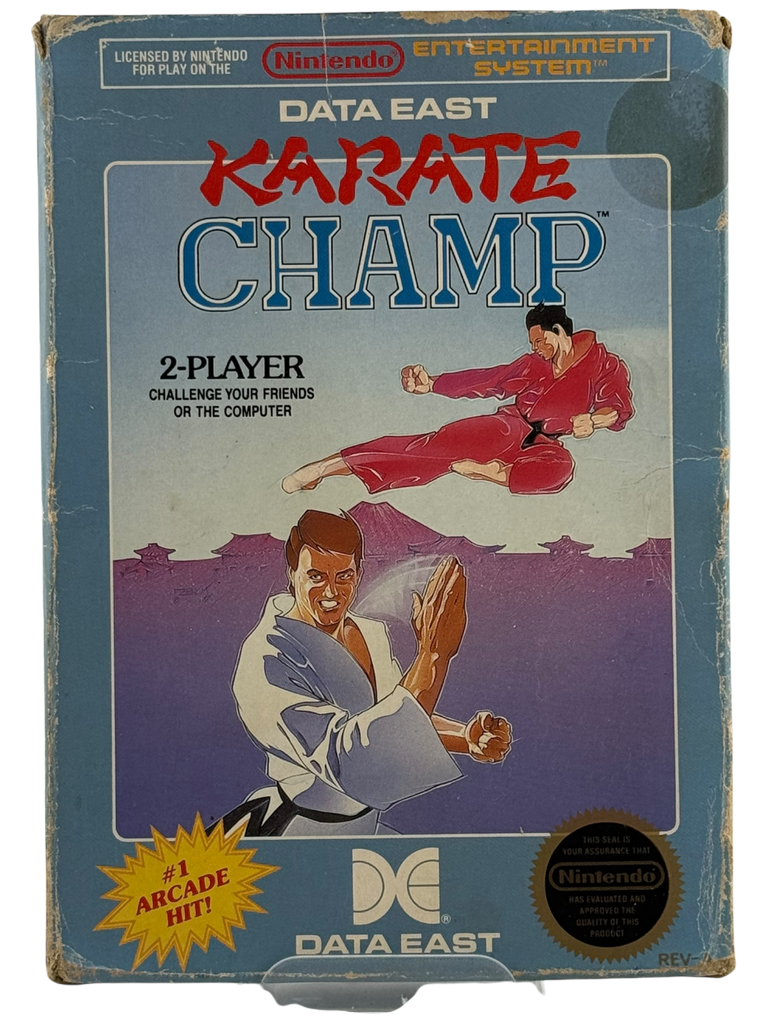 LICENSED BY NINTENDO
FOR PLAY ON THE
Nintendo®
ENTERTAINMENT
SYSTEM™
DATA EAST
KARATE
CHAMP™
2-PLAYER
CHALLENGE YOUR FRIENDS
OR THE COMPUTER
#1
ARCADE
HIT!
DE®
DATA EAST
THIS SEAL IS
YOUR ASSURANCE THAT
Nintendo®
HAS EVALUATED AND
APPROVED THE
QUALITY OF THIS
PRODUCT
REV-A